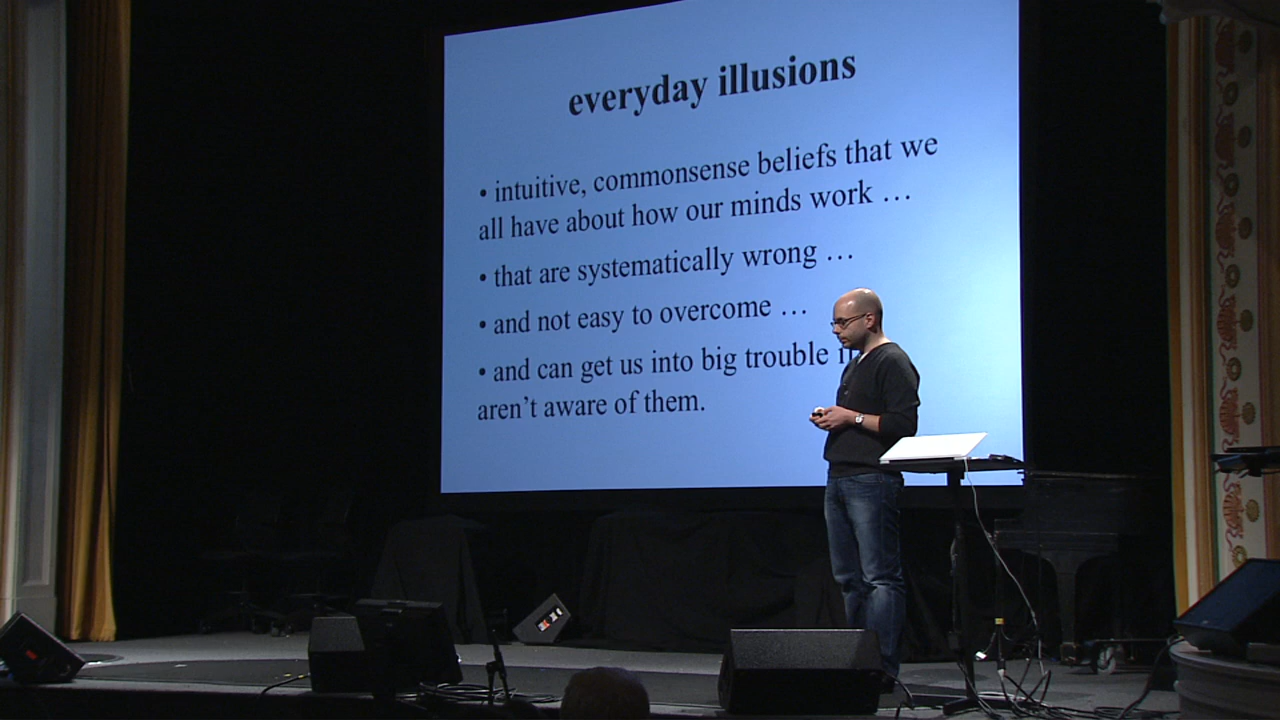 everyday illusions
• intuitive, commonsense beliefs that we
all have about how our minds work …
• that are systematically wrong …
• and not easy to overcome …
• and can get us into big trouble
aren't aware of them.